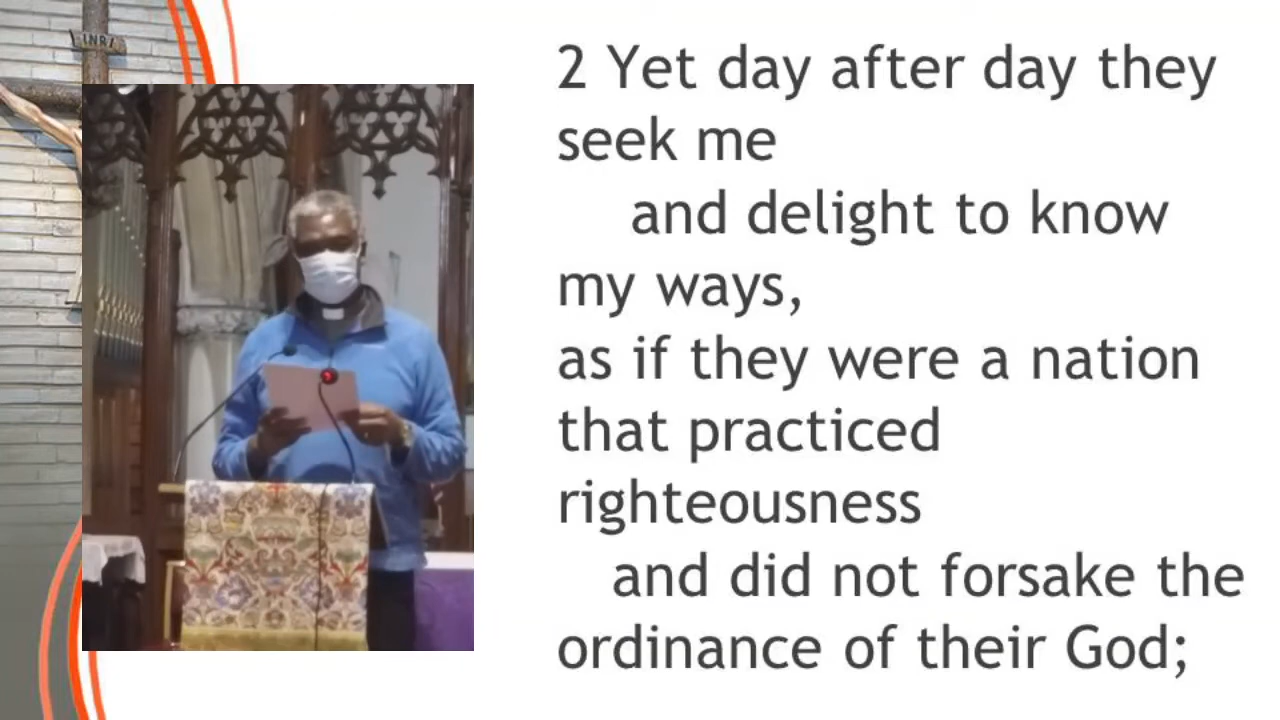 INRI
2 Yet day after day they
seek me
and delight to know
my ways,
as if they were a nation
that practiced
righteousness
and did not forsake the
ordinance of their God;